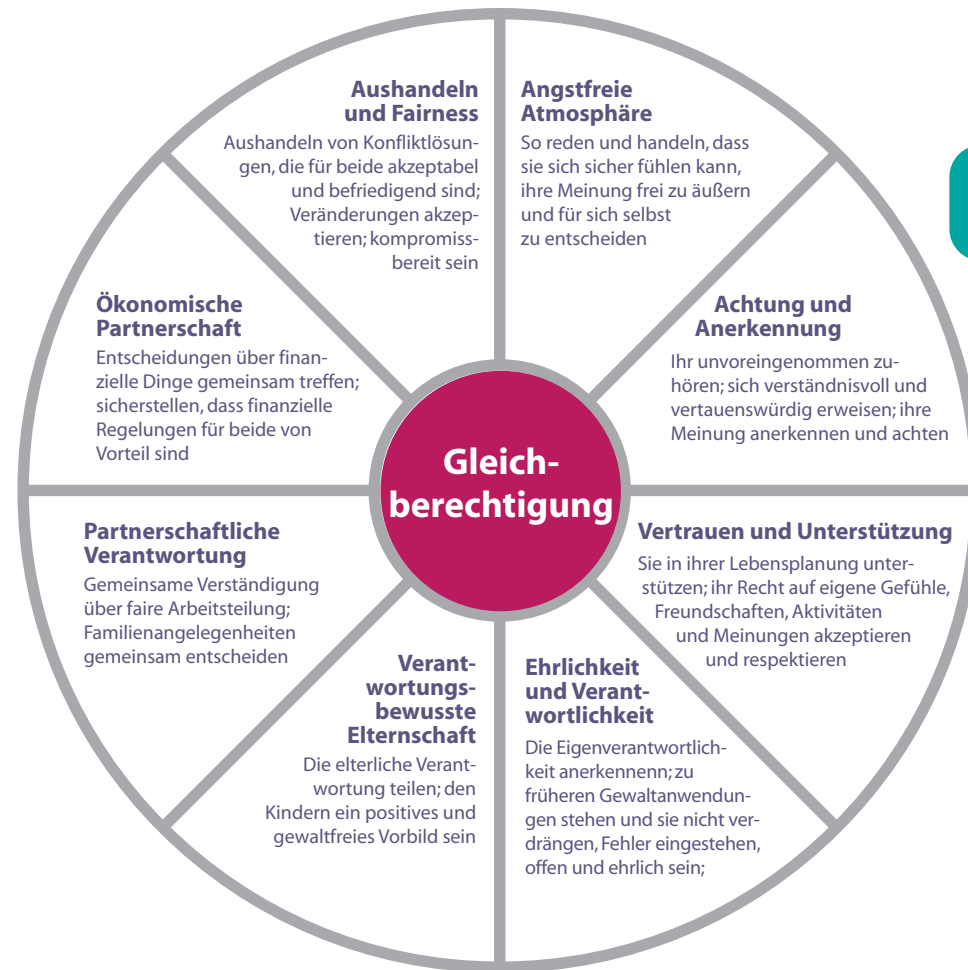 Aushandeln
und Fairness
Aushandeln von Konfliktlösun-
gen, die für beide akzeptabel
und befriedigend sind;
Veränderungen akzep-
tieren; kompromiss-
bereit sein
Angstfreie
Atmosphäre
So reden und handeln, dass
sie sich sicher fühlen kann,
ihre Meinung frei zu äußern
und für sich selbst
zu entscheiden
Ökonomische
Partnerschaft
Entscheidungen über finan-
zielle Dinge gemeinsam treffen;
sicherstellen, dass finanzielle
Regelungen für beide von
Vorteil sind
Achtung und
Anerkennung
Ihr unvoreingenommen zu-
hören; sich verständnisvoll und
vertauenswürdig erweisen; ihre
Meinung anerkennen und achten
Gleich-
berechtigung
Partnerschaftliche
Verantwortung
Gemeinsame Verständigung
über faire Arbeitsteilung;
Familienangelegenheiten
gemeinsam entscheiden
Vertrauen und Unterstützung
Sie in ihrer Lebensplanung unter-
stützen; ihr Recht auf eigene Gefühle,
Freundschaften, Aktivitäten
und Meinungen akzeptieren
und respektieren
Verant-
wortungs-
bewusste
Elternschaft
Die elterliche Verant-
wortung teilen; den
Kindern ein positives und
gewaltfreies Vorbild sein
Ehrlichkeit
und Verant-
wortlichkeit
Die Eigenverantwortlich-
keit anerkennenn; zu
früheren Gewaltanwendun-
gen stehen und sie nicht ver-
drängen, Fehler eingestehen,
offen und ehrlich sein;